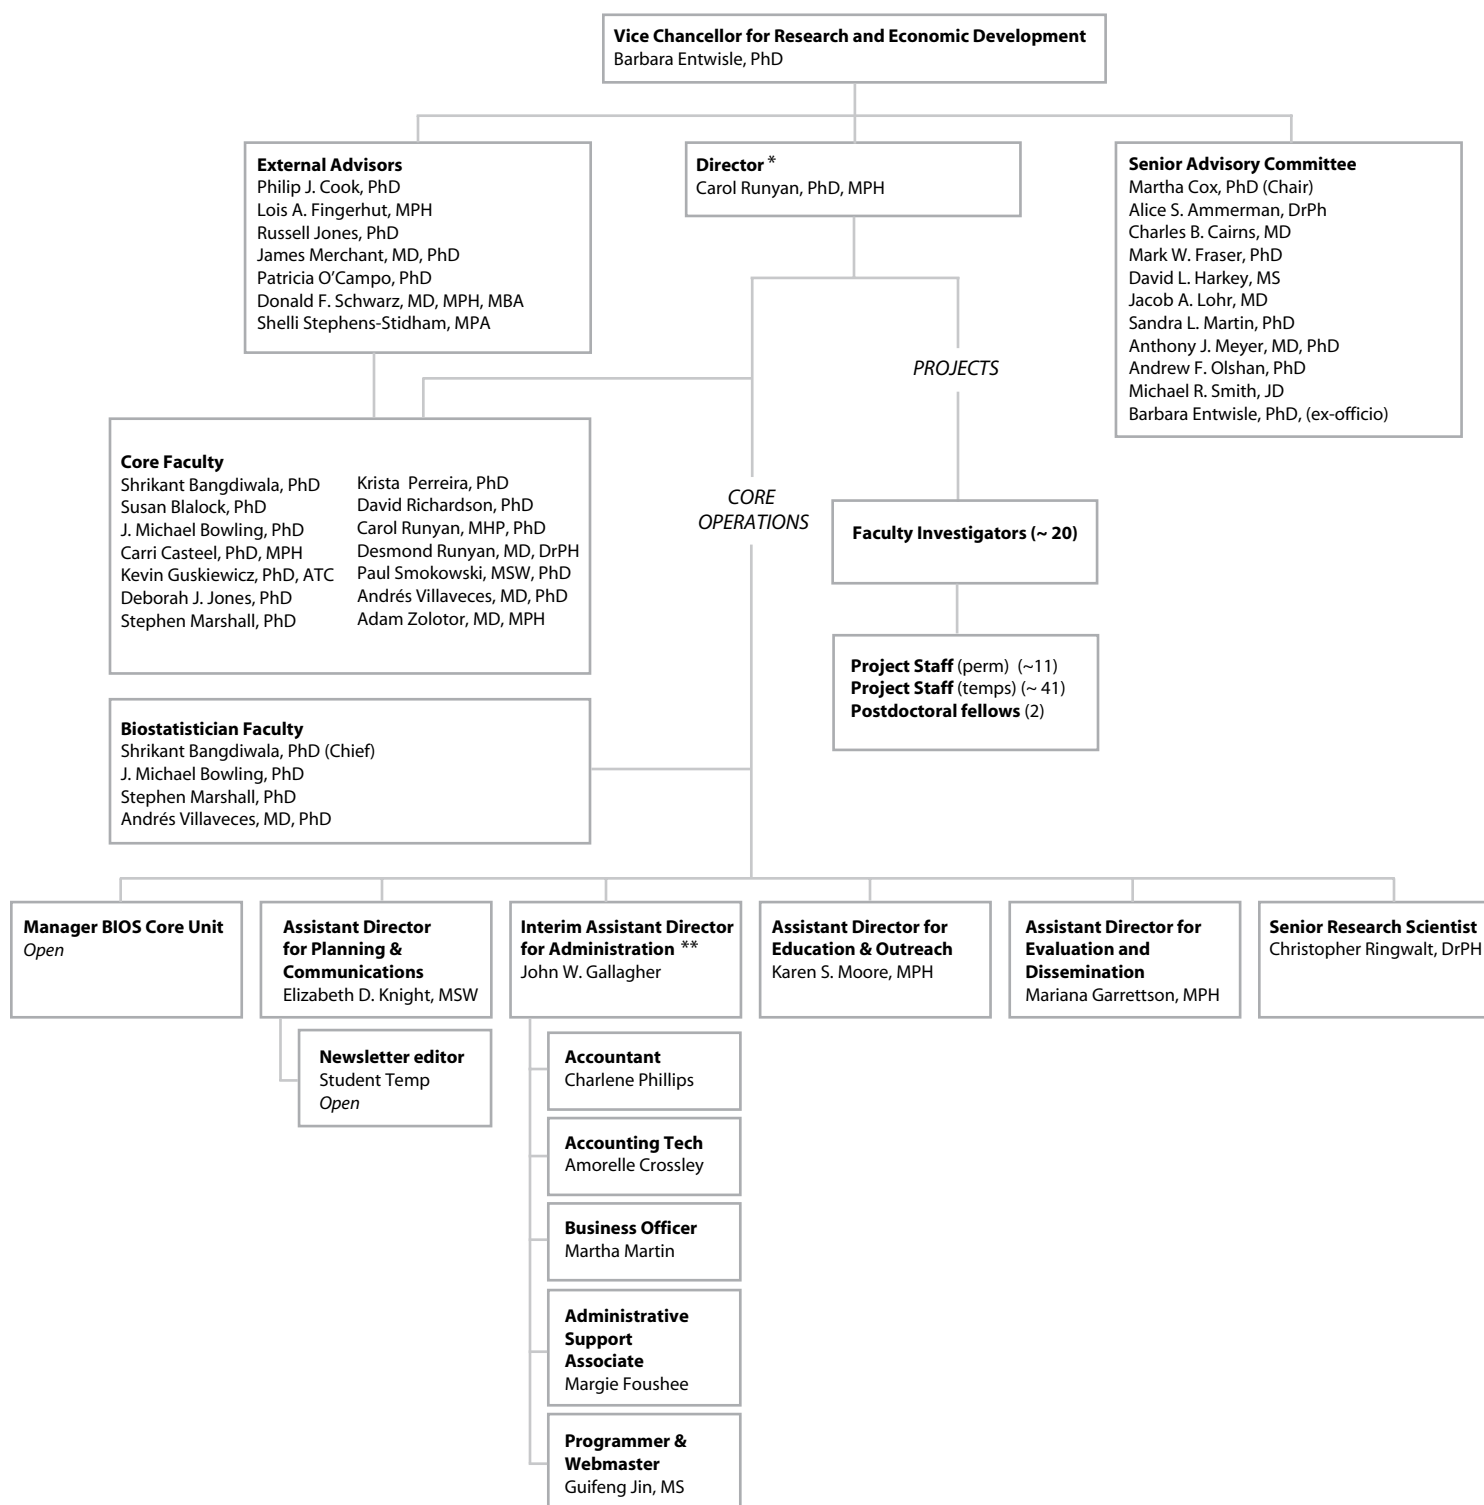 Vice Chancellor for Research and Economic Development
Barbara Entwisle, PhD
External Advisors
Philip J. Cook, PhD
Lois A. Fingerhut, MPH
Russell Jones, PhD
James Merchant, MD, PhD
Patricia O'Campo, PhD
Donald F. Schwarz, MD, MPH, MBA
Shelli Stephens-Stidham, MPA
Director *
Carol Runyan, PhD, MPH
Senior Advisory Committee
Martha Cox, PhD (Chair)
Alice S. Ammerman, DrPh
Charles B. Cairns, MD
Mark W. Fraser, PhD
David L. Harkey, MS
Jacob A. Lohr, MD
Sandra L. Martin, PhD
Anthony J. Meyer, MD, PhD
Andrew F. Olshan, PhD
Michael R. Smith, JD
Barbara Entwisle, PhD, (ex-officio)
PROJECTS
CORE
OPERATIONS
Core Faculty
Shrikant Bangdiwala, PhD
Susan Blalock, PhD
J. Michael Bowling, PhD
Carri Casteel, PhD, MPH
Kevin Guskiewicz, PhD, ATC
Deborah J. Jones, PhD
Stephen Marshall, PhD
Krista Perreira, PhD
David Richardson, PhD
Carol Runyan, MHP, PhD
Desmond Runyan, MD, DrPH
Paul Smokowski, MSW, PhD
Andrés Villaveces, MD, PhD
Adam Zolotor, MD, MPH
Faculty Investigators (~ 20)
Project Staff (perm) (~11)
Project Staff (temps) (~ 41)
Postdoctoral fellows (2)
Biostatistician Faculty
Shrikant Bangdiwala, PhD (Chief)
J. Michael Bowling, PhD
Stephen Marshall, PhD
Andrés Villaveces, MD, PhD
Manager BIOS Core Unit
Open
Assistant Director
for Planning &
Communications
Elizabeth D. Knight, MSW
Interim Assistant Director
for Administration **
John W. Gallagher
Assistant Director for
Education & Outreach
Karen S. Moore, MPH
Assistant Director for
Evaluation and
Dissemination
Mariana Garrettson, MPH
Senior Research Scientist
Christopher Ringwalt, DrPH
Newsletter editor
Student Temp
Open
Accountant
Charlene Phillips
Accounting Tech
Amorelle Crossley
Business Officer
Martha Martin
Administrative
Support
Associate
Margie Foushee
Programmer &
Webmaster
Guifeng Jin, MS